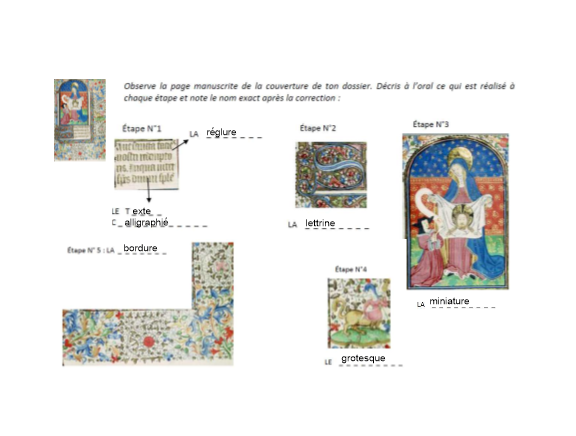 Observe la page manuscrite de la couverture de ton dossier. Décris à l'oral ce qui est réalisé à
chaque étape et note le nom exact après la correction :
Étape N°1
LA réglure
LE Texte
Calligraphié
Étape N°2
LA lettrine
Étape N°3
LA miniature
Étape N°4
LE grotesque
Étape N° 5 : LA bordure